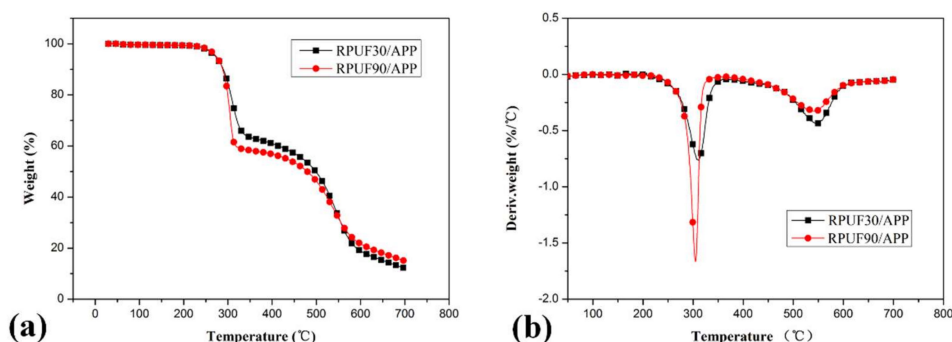 RPUF30/APP
RPUF90/APP
Weight (%)
100
80
60
40
20
0
-100 0 100 200 300 400 500 600 700 800
Temperature (℃)
(a)
Deriv.weight (%/℃)
0.5
0.0
-0.5
-1.0
-1.5
-2.0
RPUF30/APP
RPUF90/APP
100 200 300 400 500 600 700 800
Temperature （℃）
(b)